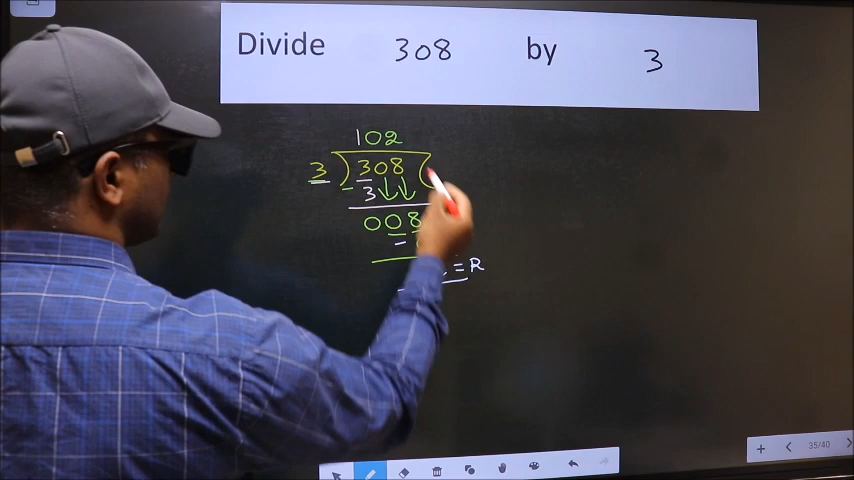 Divide 308 by 3
102
3 ) 308 (
3
008
-
= R
35/40